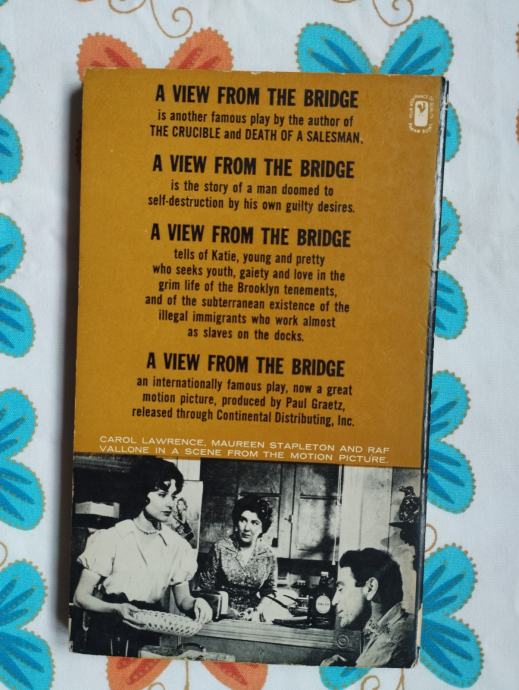 A VIEW FROM THE BRIDGE
is another famous play by the author of
THE CRUCIBLE and DEATH OF A SALESMAN.
A VIEW FROM THE BRIDGE
is the story of a man doomed to
self-destruction by his own guilty desires.
A VIEW FROM THE BRIDGE
tells of Katie, young and pretty
who seeks youth, gaiety and love in the
grim life of the Brooklyn tenements,
and of the subterranean existence of the
illegal immigrants who work almost
as slaves on the docks.
A VIEW FROM THE BRIDGE
an internationally famous play, now a great
motion picture, produced by Paul Graetz,
released through Continental Distributing, Inc.
CAROL LAWRENCE, MAUREEN STAPLETON AND RAF
VALLONE IN A SCENE FROM THE MOTION PICTURE.